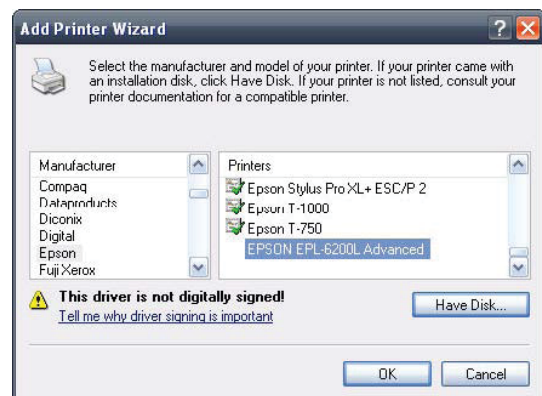 Add Printer Wizard
Select the manufacturer and model of your printer. If your printer came with
an installation disk, click Have Disk. If your printer is not listed, consult your
printer documentation for a compatible printer.
Manufacturer
Compaq
Dataproducts
Diconix
Digital
Epson
Fuji Xerox
Printers
Epson Stylus Pro XL+ ESC/P 2
Epson T-1000
Epson T-750
EPSON EPL-6200L Advanced
This driver is not digitally signed!
Tell me why driver signing is important
Have Disk...
OK
Cancel